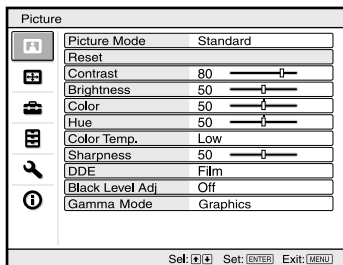 Picture
Picture Mode Standard
Reset
Contrast 80
Brightness 50
Color 50
Hue 50
Color Temp. Low
Sharpness 50
DDE Film
Black Level Adj Off
Gamma Mode Graphics
Sel: Set: ENTER Exit: MENU